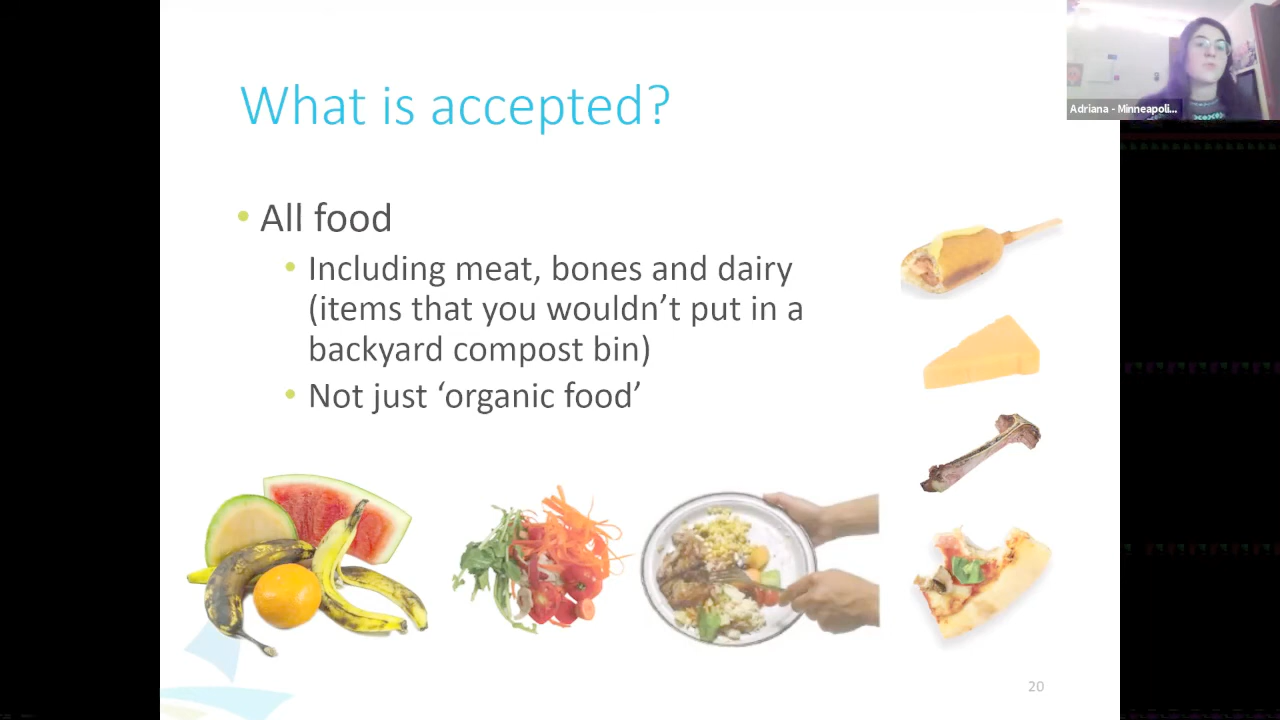 Adriana - Minneapoli...
What is accepted?
• All food
• Including meat, bones and dairy
(items that you wouldn’t put in a
backyard compost bin)
• Not just ‘organic food’
20